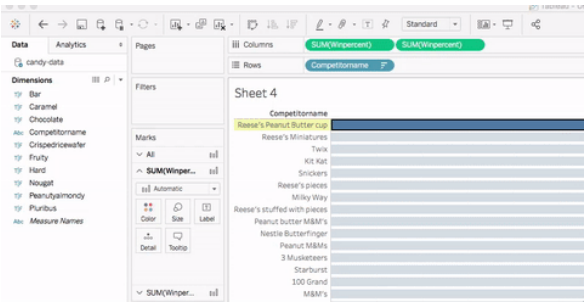 Tableau
Standard
Data
Analytics
Pages
Columns
SUM(Winpercent)
SUM(Winpercent)
candy-data
Rows
Competitorname
Dimensions
Filters
Bar
Caramel
Chocolate
Abc Competitorname
Crispedricewafer
Fruity
Hard
Nougat
Peanutyalmondy
Pluribus
Abc Measure Names
Marks
All
SUM(Winper...
Automatic
Color
Size
Label
Detail
Tooltip
SUM(Winper...
Sheet 4
Competitorname
Reese's Peanut Butter cup
Reese's Miniatures
Twix
Kit Kat
Snickers
Reese's pieces
Milky Way
Reese's stuffed with pieces
Peanut butter M&M's
Nestle Butterfinger
Peanut M&Ms
3 Musketeers
Starburst
100 Grand
M&M's